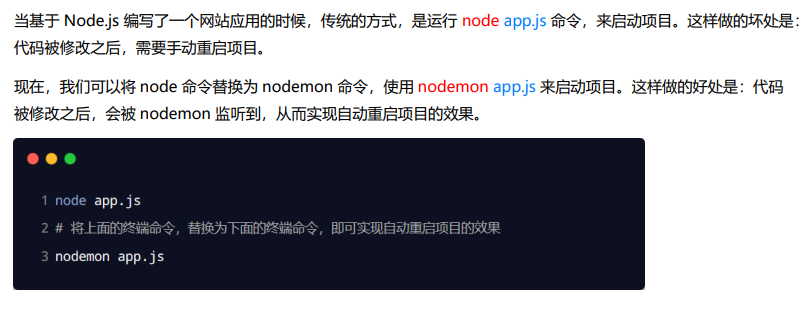 当基于 Node.js 编写了一个网站应用的时候，传统的方式，是运行 node app.js 命令，来启动项目。这样做的坏处是：
代码被修改之后，需要手动重启项目。
现在，我们可以将 node 命令替换为 nodemon 命令，使用 nodemon app.js 来启动项目。这样做的好处是：代码
被修改之后，会被 nodemon 监听到，从而实现自动重启项目的效果。
1 node app.js
2 # 将上面的终端命令，替换为下面的终端命令，即可实现自动重启项目的效果
3 nodemon app.js